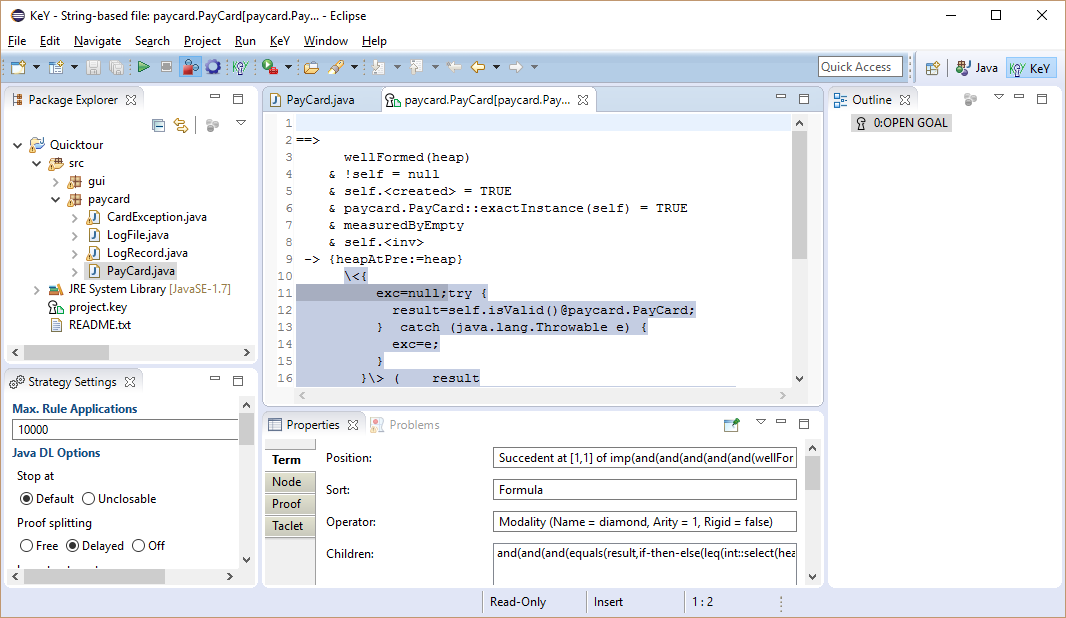 KeY - String-based file: paycard.PayCard[paycard.Pay... - Eclipse
File Edit Navigate Search Project Run KeY Window Help
Quick Access
Java
KeY
Package Explorer
Quicktour
src
gui
paycard
CardException.java
LogFile.java
LogRecord.java
PayCard.java
JRE System Library [JavaSE-1.7]
project.key
README.txt
Strategy Settings
Max. Rule Applications
10000
Java DL Options
Stop at
Default Unclosable
Proof splitting
Free Delayed Off
PayCard.java
paycard.PayCard[paycard.Pay...
1
2 ==>
3 wellFormed(heap)
4 & !self = null
5 & self.<created> = TRUE
6 & paycard.PayCard::exactInstance(self) = TRUE
7 & measuredByEmpty
8 & self.<inv>
9 -> {heapAtPre:=heap}
10 \<{
11 exc=null;try {
12 result=self.isValid()@paycard.PayCard;
13 } catch (java.lang.Throwable e) {
14 exc=e;
15 }
16 }\> ( result
Properties
Problems
Term
Node
Proof
Taclet
Position:
Succedent at [1,1] of imp(and(and(and(and(and(wellFor
Sort:
Formula
Operator:
Modality (Name = diamond, Arity = 1, Rigid = false)
Children:
and(and(and(equals(result,if-then-else(leq(int::select(hea
Outline
0:OPEN GOAL
Read-Only
Insert
1 : 2